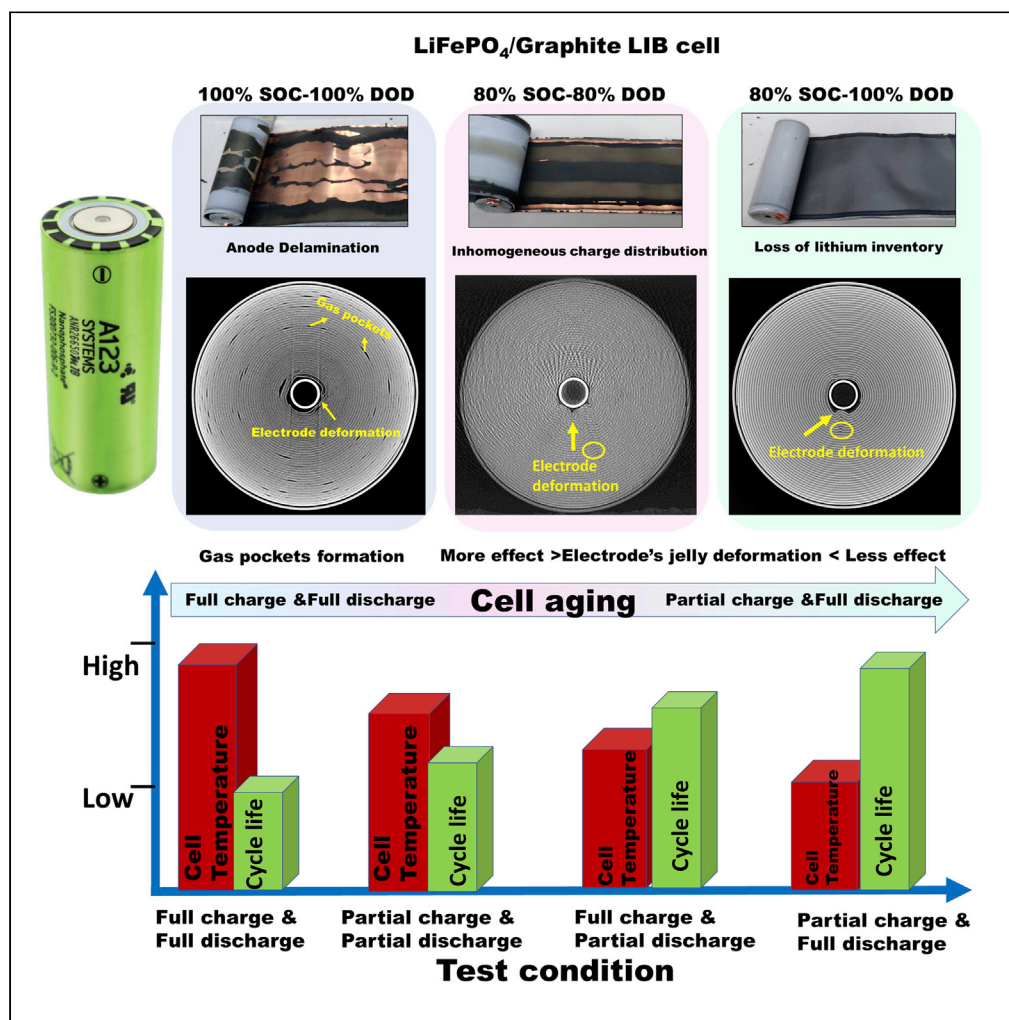 LiFePO₄/Graphite LIB cell
100% SOC-100% DOD
80% SOC-80% DOD
80% SOC-100% DOD
Anode Delamination
Inhomogeneous charge distribution
Loss of lithium inventory
A123
SYSTEMS
Nanophosphate®
Gas pockets
Electrode deformation
Electrode
deformation
Electrode deformation
Gas pockets formation
More effect >Electrode's jelly deformation < Less effect
Full charge &Full discharge
Cell aging
Partial charge &Full discharge
High
Low
Cell
Temperature
Cycle life
Cell
Temperature
Cycle life
Cell
Temperature
Cycle life
Cell
Temperature
Cycle life
Full charge &
Full discharge
Partial charge &
Partial discharge
Full charge &
Partial discharge
Partial charge &
Full discharge
Test condition